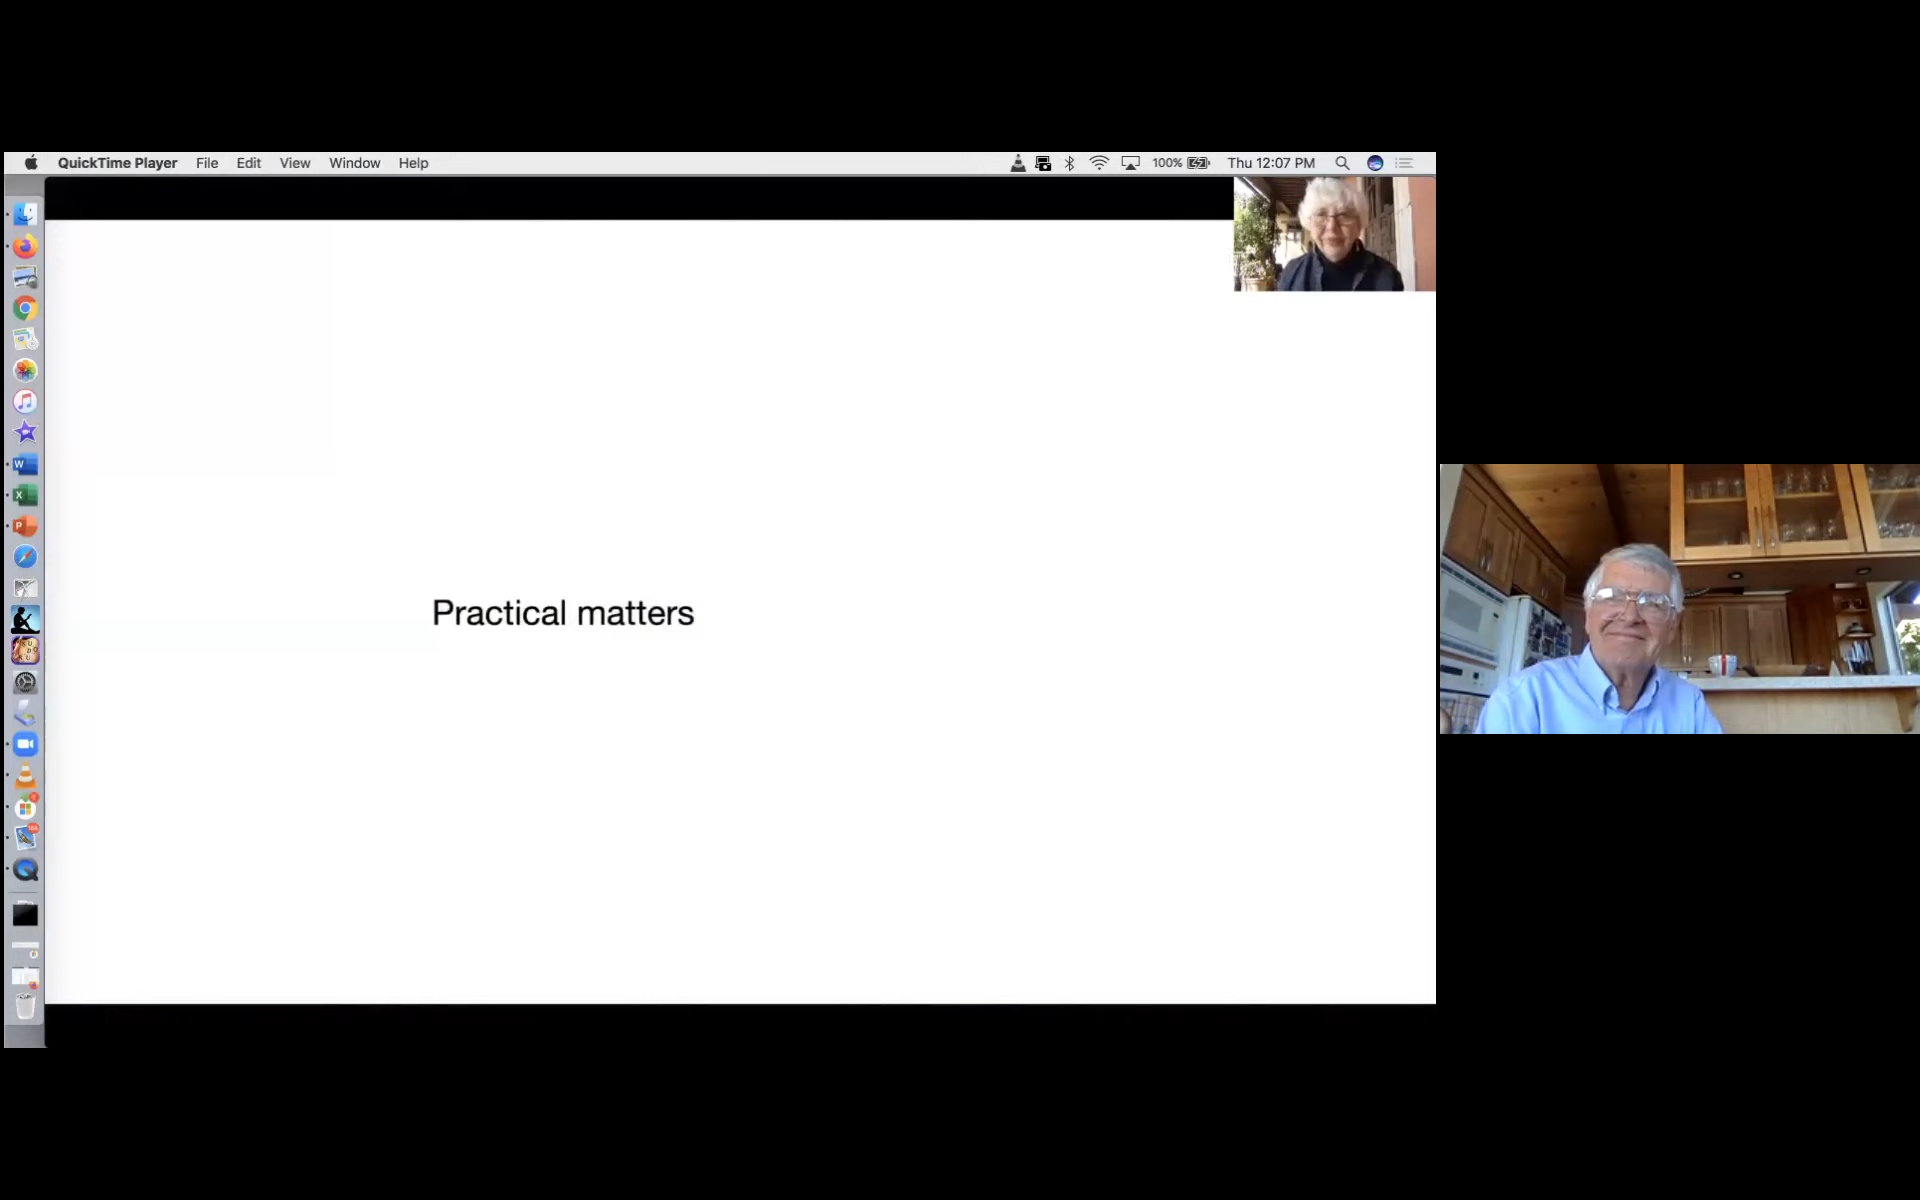 QuickTime Player File Edit View Window Help 100% Thu 12:07 PM
Practical matters